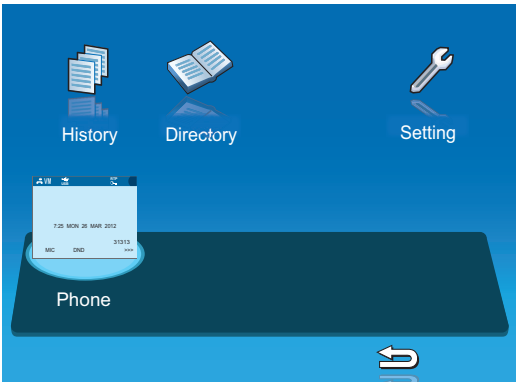 History
Directory
Setting
VM
7:25 MON 26 MAR 2012
31313
MIC DND >>>
Phone